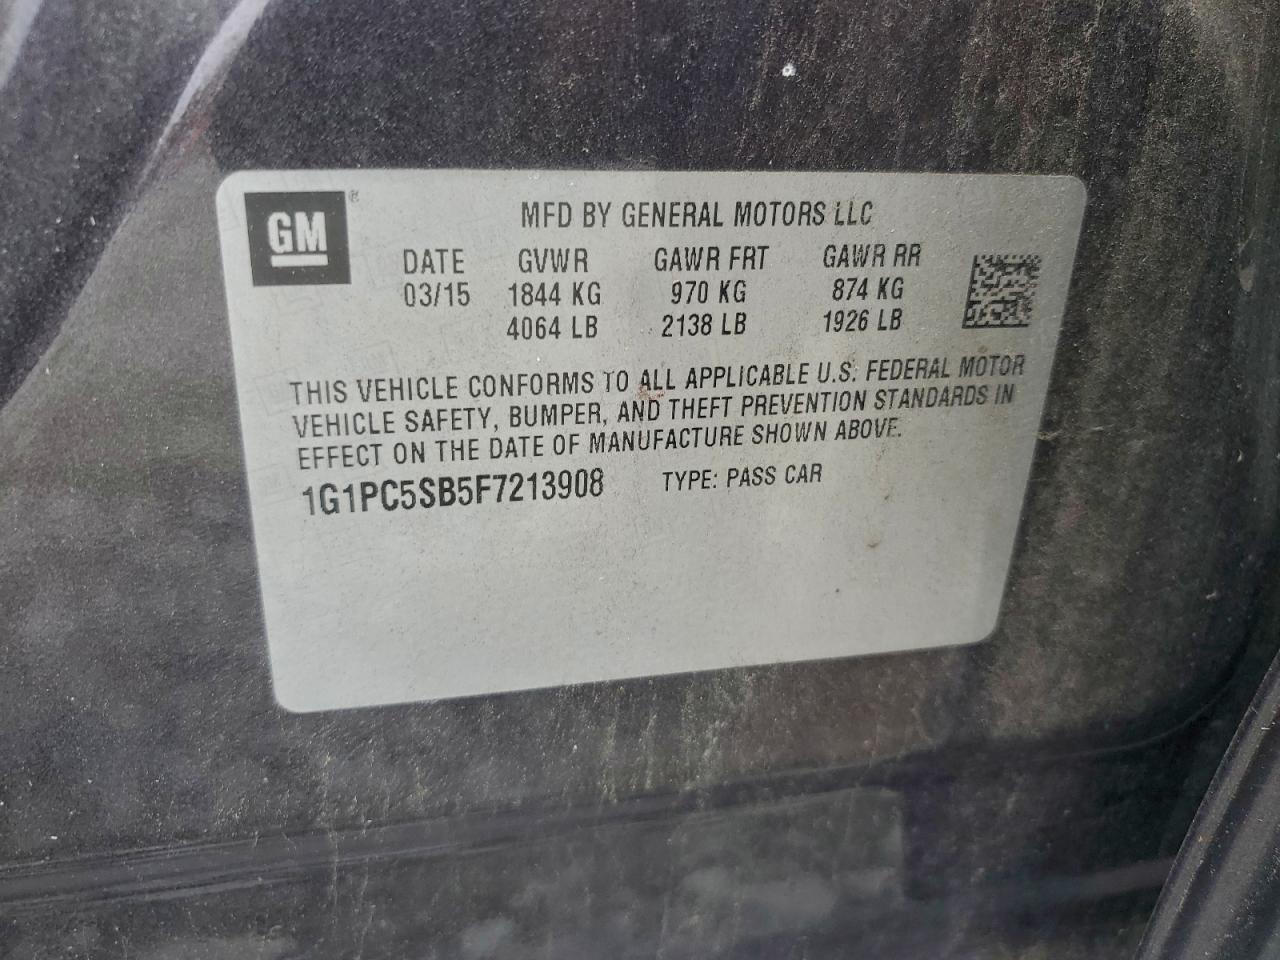 GM®
MFD BY GENERAL MOTORS LLC
DATE GVWR GAWR FRT GAWR RR
03/15 1844 KG 970 KG 874 KG
4064 LB 2138 LB 1926 LB
THIS VEHICLE CONFORMS TO ALL APPLICABLE U.S. FEDERAL MOTOR
VEHICLE SAFETY, BUMPER, AND THEFT PREVENTION STANDARDS IN
EFFECT ON THE DATE OF MANUFACTURE SHOWN ABOVE.
1G1PC5SB5F7213908 TYPE: PASS CAR